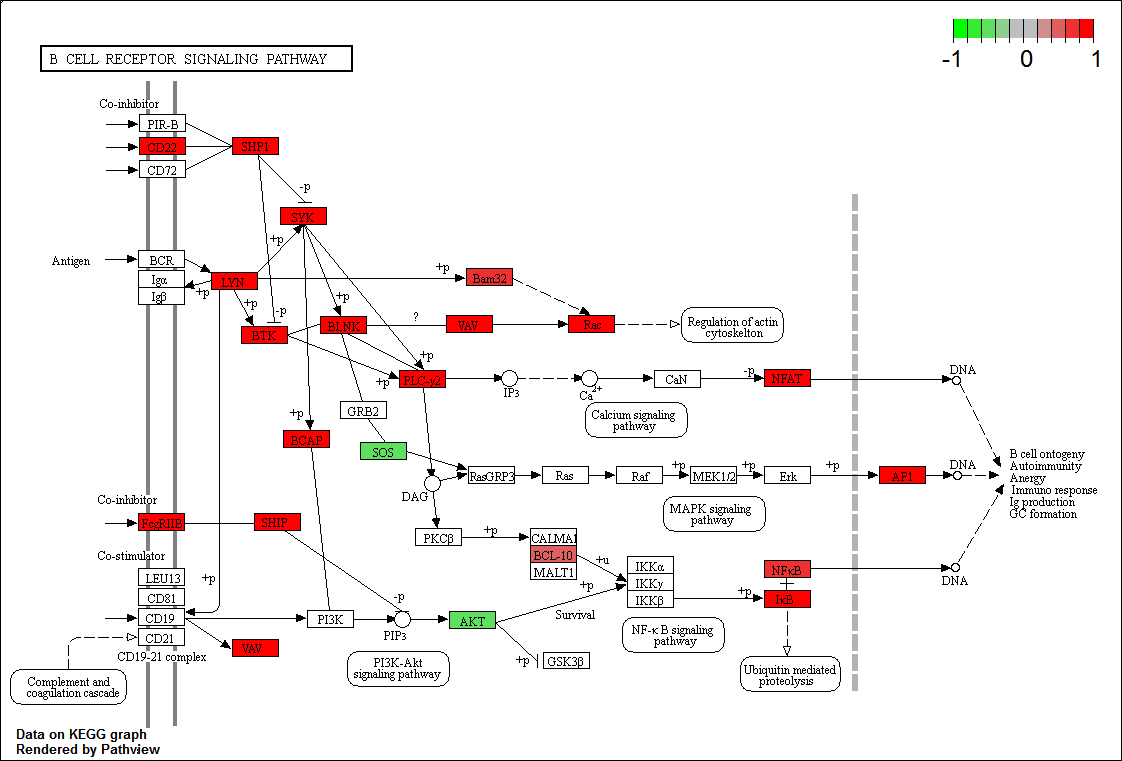 -1 0 1
B CELL RECEPTOR SIGNALING PATHWAY
Co-inhibitor
PIR-B
CD22
SHP1
CD72
-p
SYK
+p
Antigen
BCR
Igα
Igβ
+p
LYN
+p
Bam32
+p
-p
+p
BTK
BLNK
?
VAV
Rac
Regulation of actin
cytoskelton
+p
+p
PLC-γ2
IP3
Ca2+
CaN
-p
NFAT
DNA
Calcium signaling
pathway
GRB2
+p
BCAP
SOS
DAG
RasGRP3
Ras
Raf
+p
MEK1/2
+p
Erk
+p
AP1
DNA
MAPK signaling
pathway
B cell ontogeny
Autoimmunity
Anergy
Immuno response
Ig production
GC formation
Co-inhibitor
FcgRIIB
SHIP
PKCβ
+p
CALMA1
BCL-10
MALT1
+u
+p
IKKα
IKKγ
IKKβ
+p
NFκB
IκB
DNA
Co-stimulator
LEU13
+p
CD81
CD19
CD21
CD19-21 complex
VAV
PI3K
-p
PIP3
AKT
Survival
+p
GSK3β
PI3K-Akt
signaling pathway
NF-κ B signaling
pathway
Ubiquitin mediated
proteolysis
Complement and
coagulation cascade
Data on KEGG graph
Rendered by Pathview